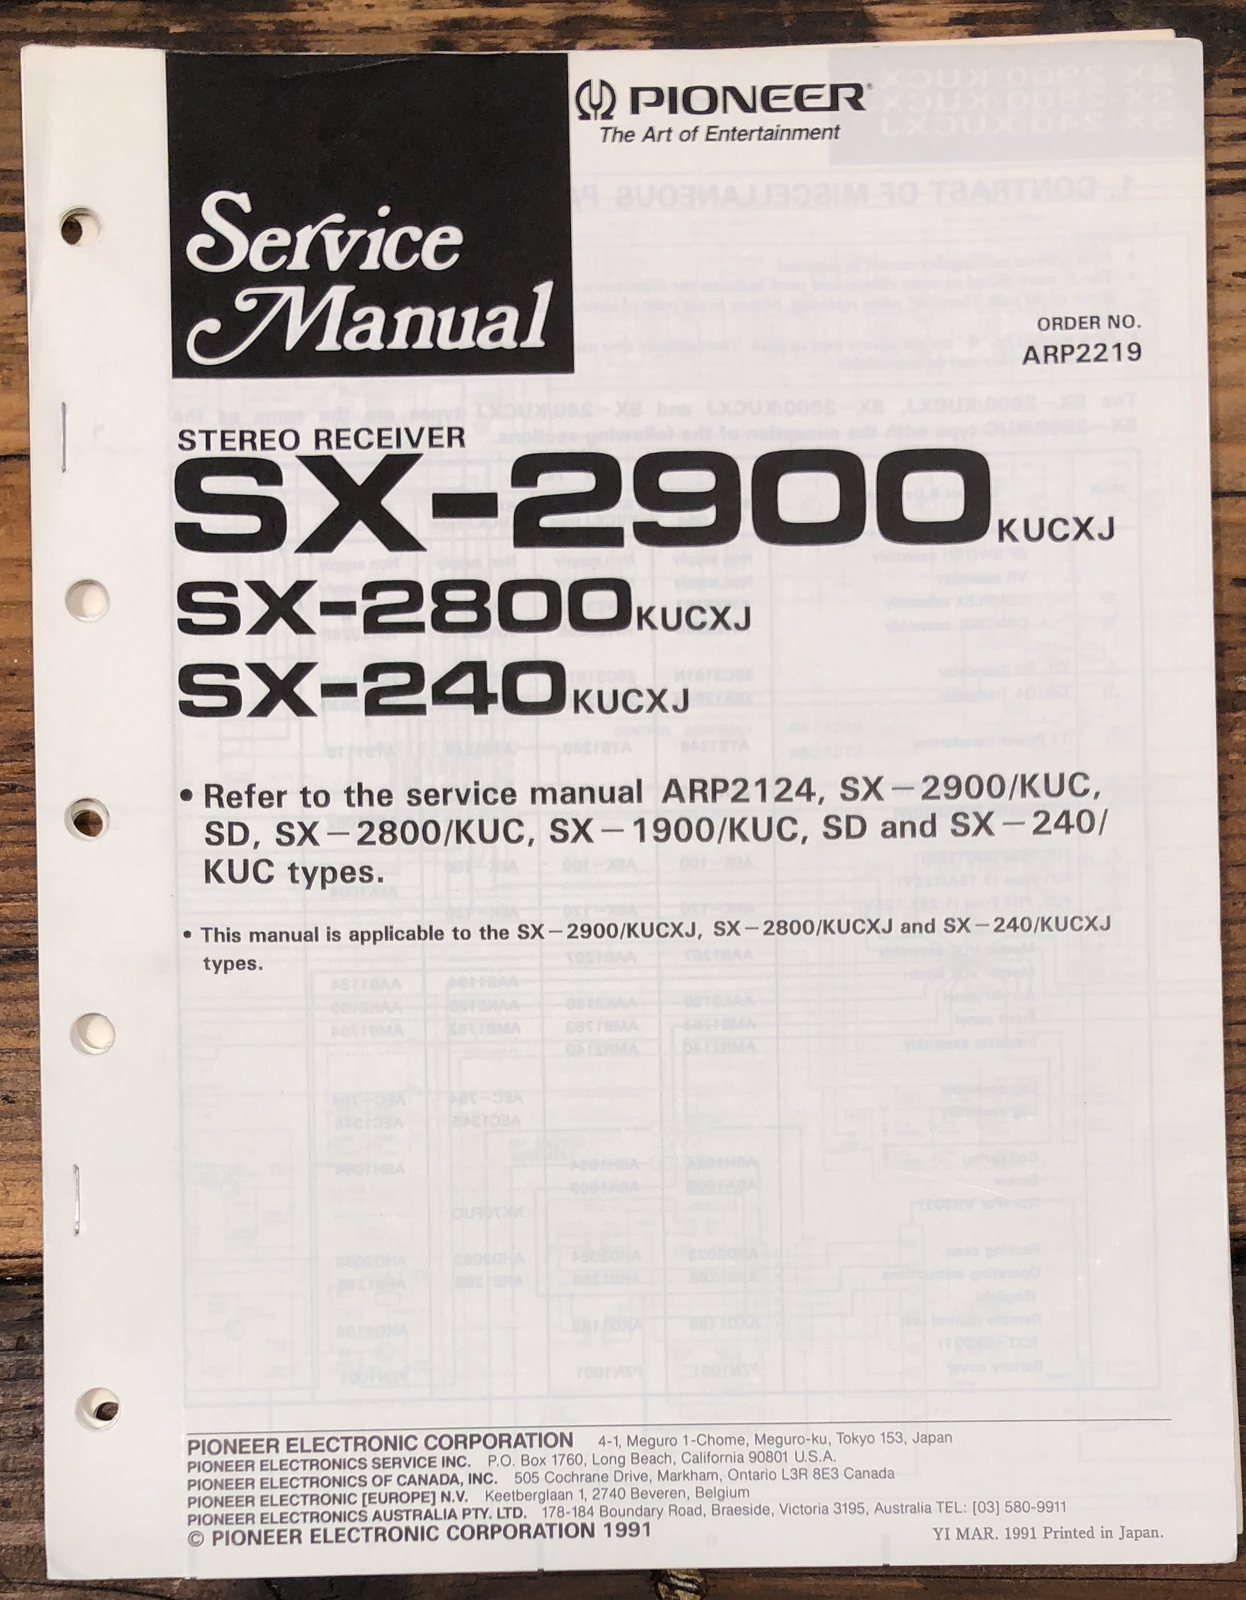 PIONEER®
The Art of Entertainment
Service
Manual
ORDER NO.
ARP2219
STEREO RECEIVER
SX-2900 KUCXJ
SX-2800 KUCXJ
SX-240 KUCXJ
• Refer to the service manual ARP2124, SX−2900/KUC,
SD, SX−2800/KUC, SX−1900/KUC, SD and SX−240/
KUC types.
• This manual is applicable to the SX−2900/KUCXJ, SX−2800/KUCXJ and SX−240/KUCXJ
types.
PIONEER ELECTRONIC CORPORATION 4-1, Meguro 1-Chome, Meguro-ku, Tokyo 153, Japan
PIONEER ELECTRONICS SERVICE INC. P.O. Box 1760, Long Beach, California 90801 U.S.A.
PIONEER ELECTRONICS OF CANADA, INC. 505 Cochrane Drive, Markham, Ontario L3R 8E3 Canada
PIONEER ELECTRONIC [EUROPE] N.V. Keetberglaan 1, 2740 Beveren, Belgium
PIONEER ELECTRONICS AUSTRALIA PTY. LTD. 178-184 Boundary Road, Braeside, Victoria 3195, Australia TEL: [03] 580-9911
© PIONEER ELECTRONIC CORPORATION 1991
YI MAR. 1991 Printed in Japan.